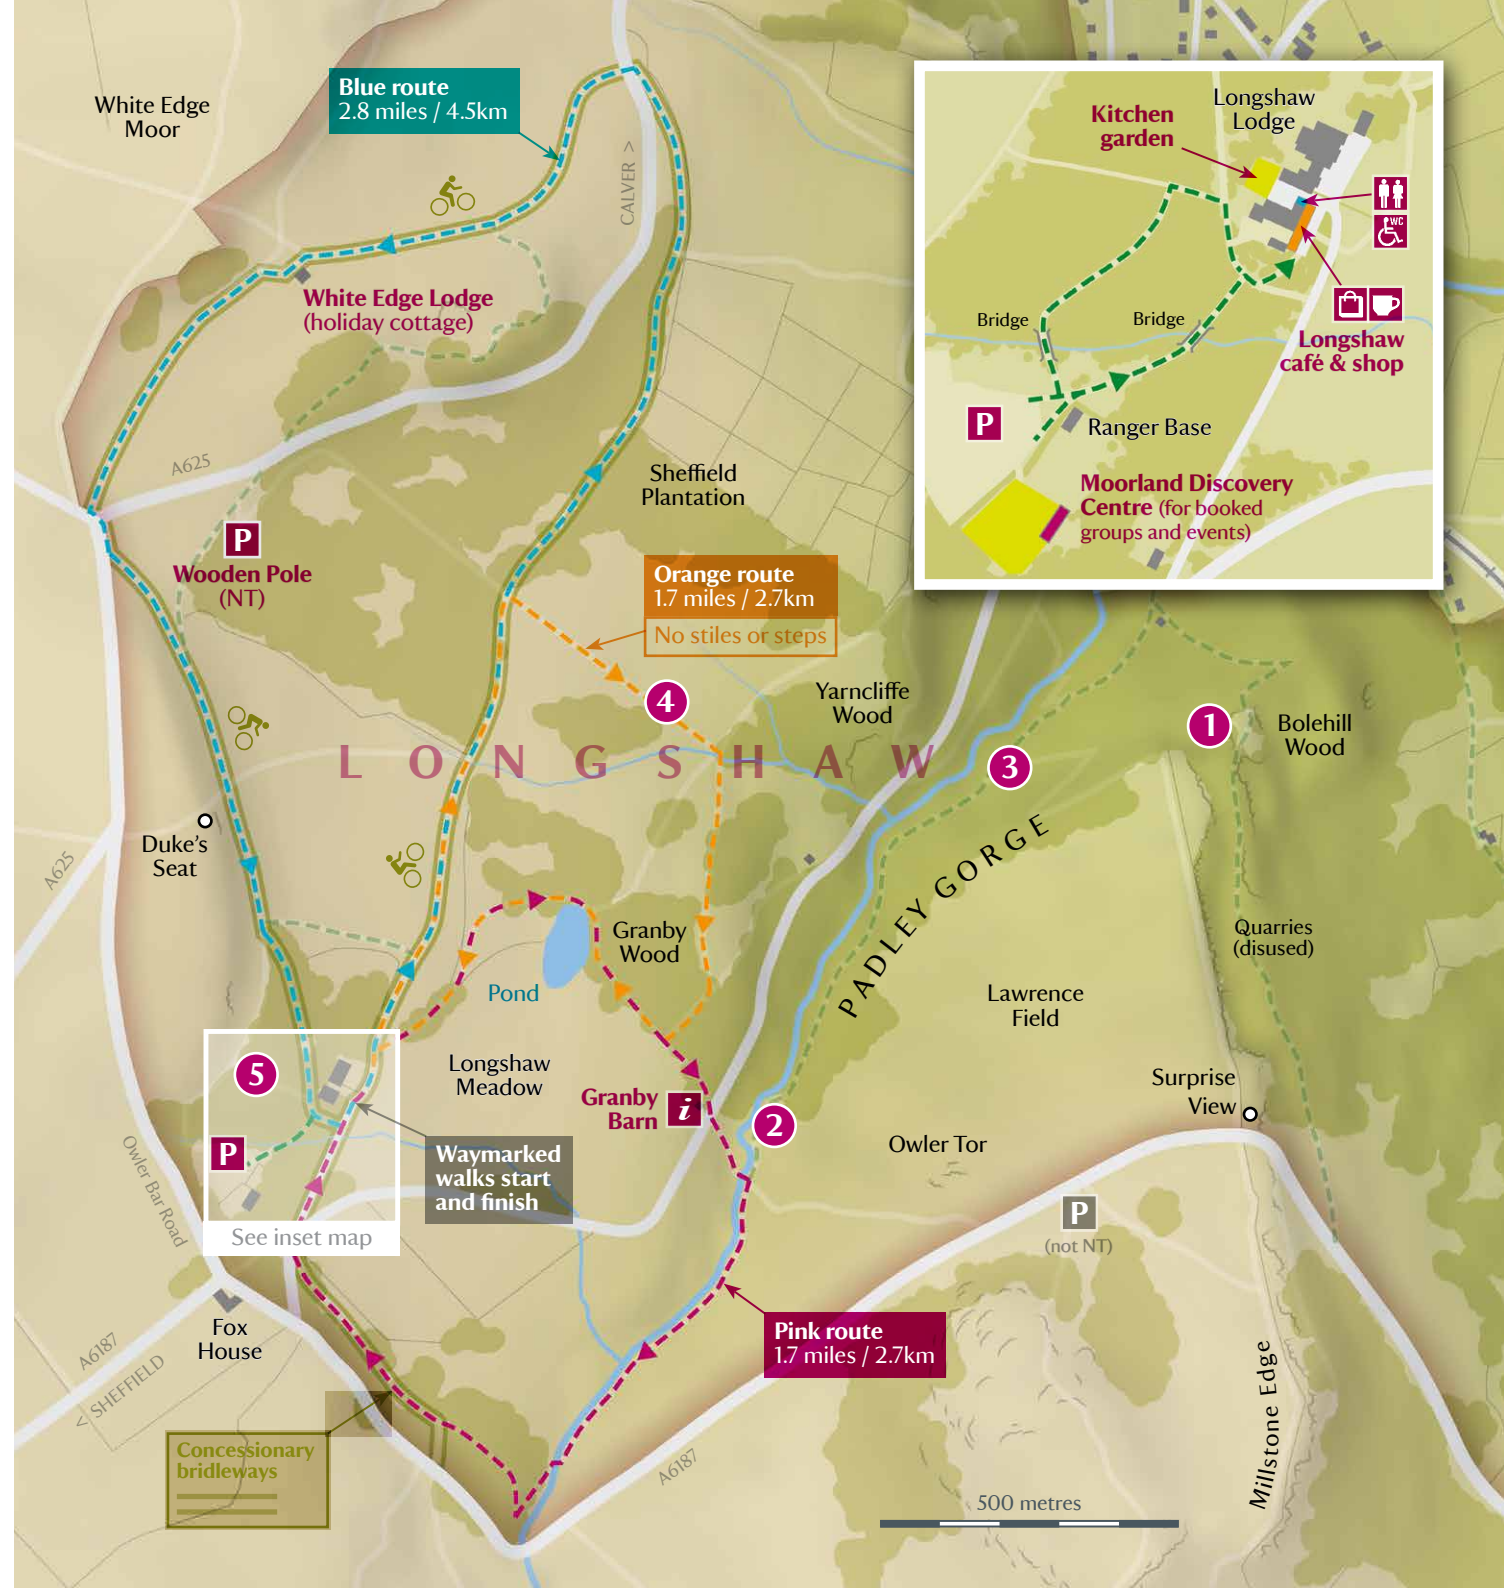 White Edge
Moor
Blue route
2.8 miles / 4.5km
CALVER >
White Edge Lodge
(holiday cottage)
A625
P
Wooden Pole
(NT)
Sheffield
Plantation
Orange route
1.7 miles / 2.7km
No stiles or steps
4
Yarncliffe
Wood
LONGSHAW
3
1
Bolehill
Wood
Duke's
Seat
A625
PADLEY GORGE
Granby
Wood
Pond
Quarries
(disused)
Lawrence
Field
5
Longshaw
Meadow
Granby
Barn
i
2
Surprise
View
Owler Tor
P
Waymarked
walks start
and finish
See inset map
Owler Bar Road
P
(not NT)
Fox
House
A6187
< SHEFFIELD
Pink route
1.7 miles / 2.7km
Millstone Edge
Concessionary
bridleways
A6187
500 metres
Kitchen
garden
Longshaw
Lodge
WC
Bridge
Bridge
Longshaw
café & shop
P
Ranger Base
Moorland Discovery
Centre (for booked
groups and events)